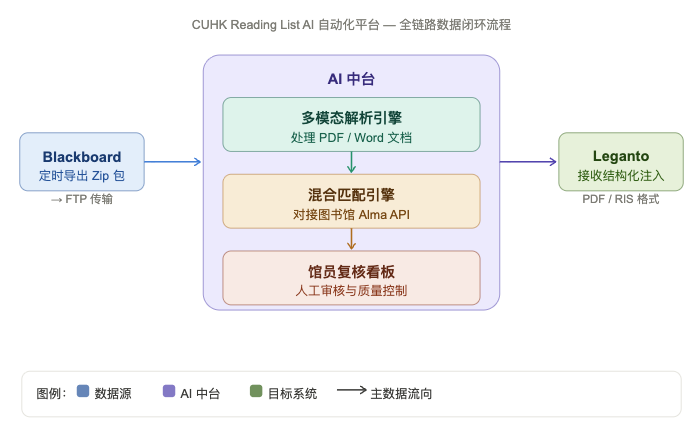 CUHK Reading List AI 自动化平台 — 全链路数据闭环流程
AI 中台
多模态解析引擎
处理 PDF / Word 文档
Blackboard
定时导出 Zip 包
→ FTP 传输
混合匹配引擎
对接图书馆 Alma API
Leganto
接收结构化注入
PDF / RIS 格式
馆员复核看板
人工审核与质量控制
图例： 数据源 AI 中台 目标系统 主数据流向